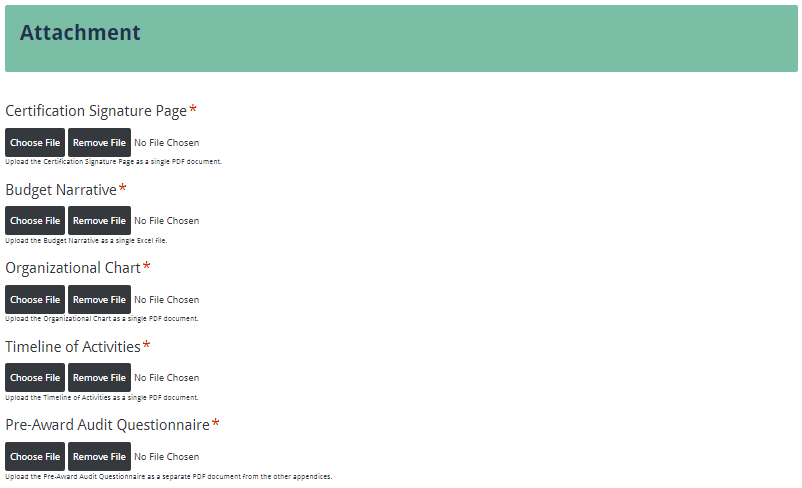 Attachment
Certification Signature Page*
Choose File Remove File No File Chosen
Upload the Certification Signature Page as a single PDF document.
Budget Narrative*
Choose File Remove File No File Chosen
Upload the Budget Narrative as a single Excel file.
Organizational Chart*
Choose File Remove File No File Chosen
Upload the Organizational Chart as a single PDF document.
Timeline of Activities*
Choose File Remove File No File Chosen
Upload the Timeline of Activities as a single PDF document.
Pre-Award Audit Questionnaire*
Choose File Remove File No File Chosen
Upload the Pre-Award Audit Questionnaire as a separate PDF document from the other appendices.